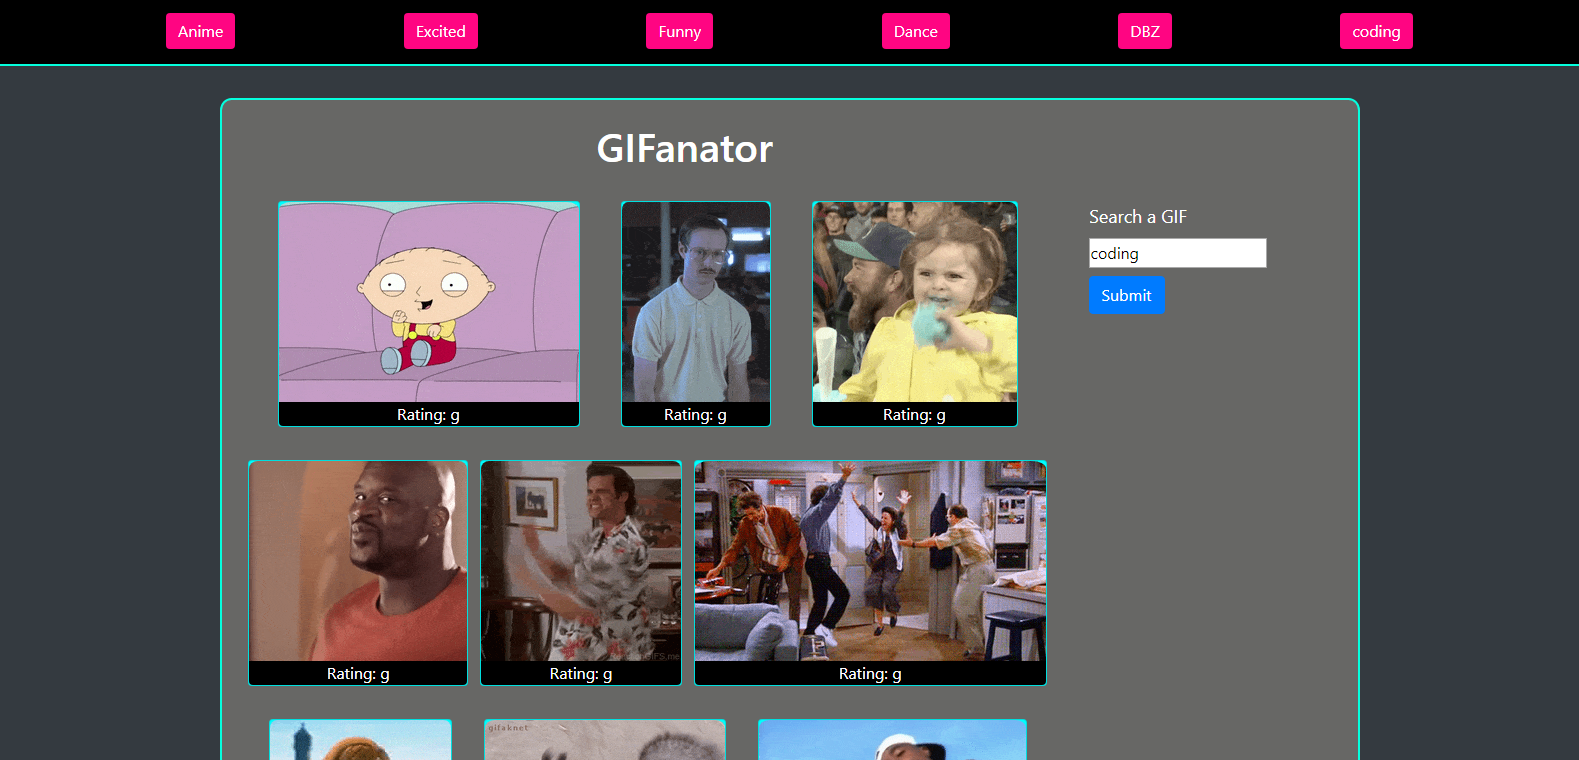 Anime Excited Funny Dance DBZ coding
GIFanator
Search a GIF
coding
Submit
Rating: g Rating: g Rating: g
Rating: g Rating: g Rating: g
gifaknet